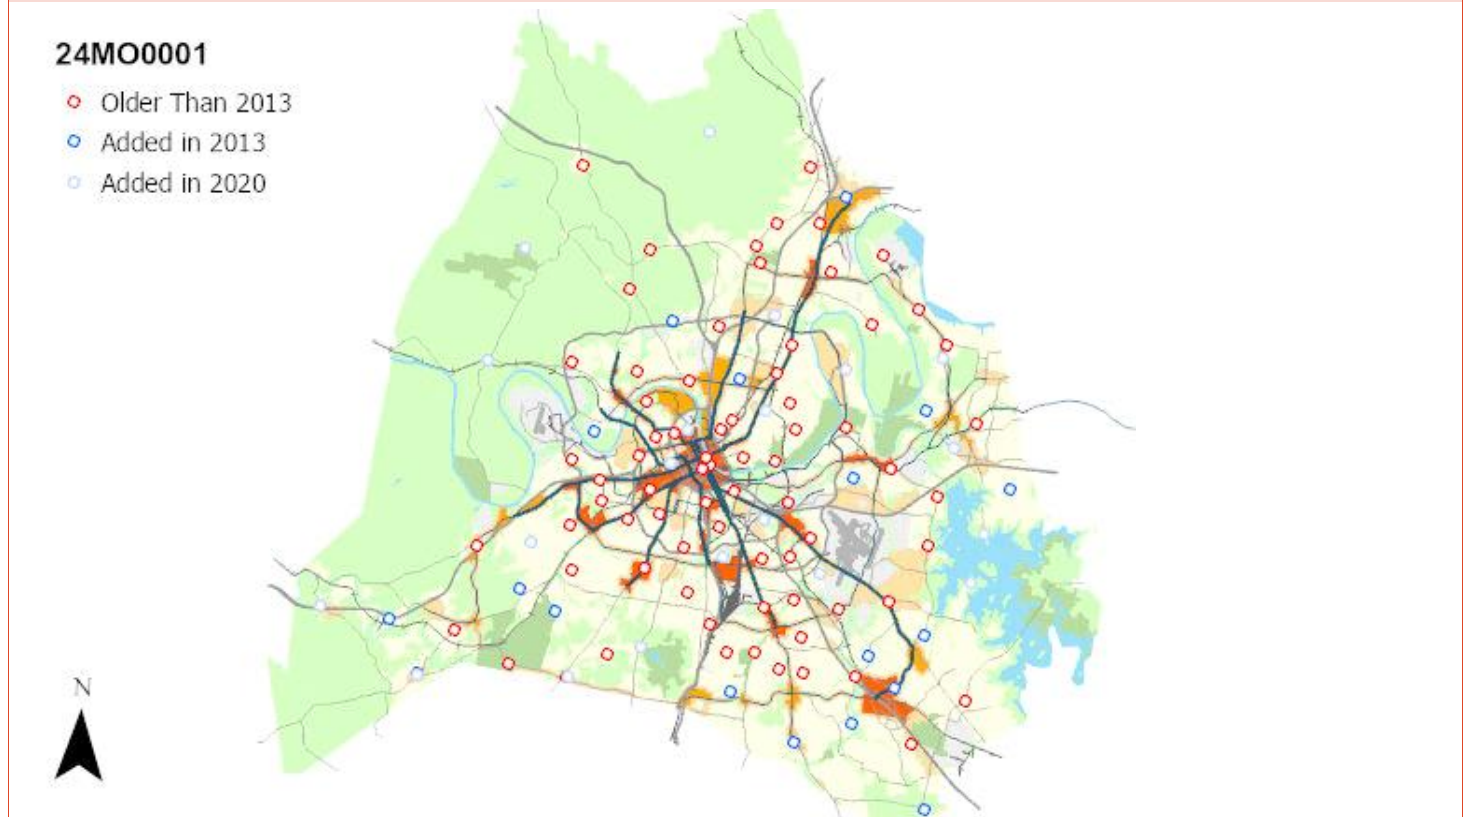 24MO0001
Older Than 2013
Added in 2013
Added in 2020
N